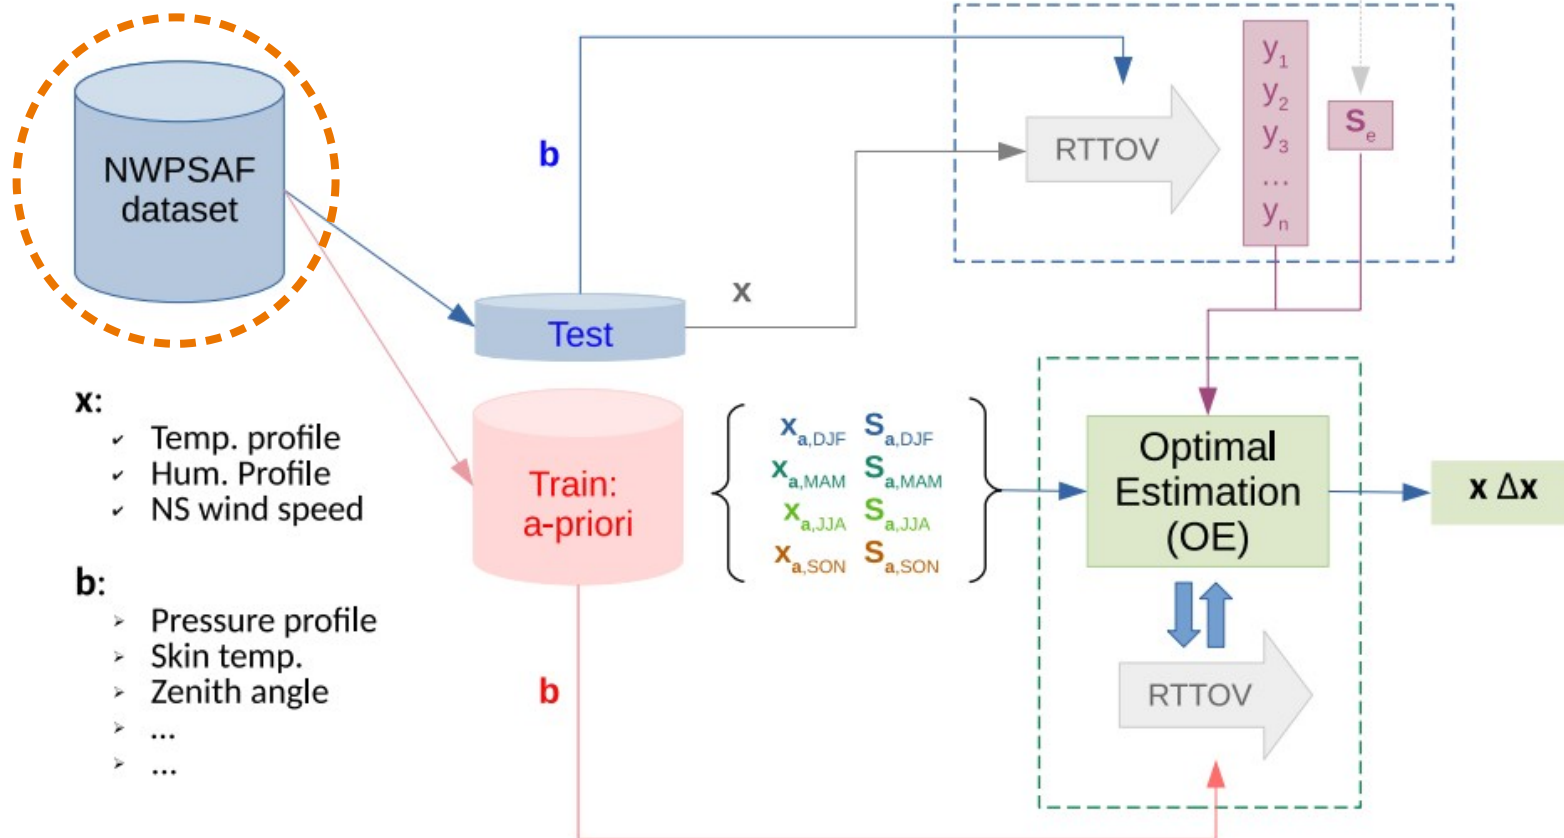 NWPSAF
dataset
b
RTTOV
y1
y2
y3
...
yn
Se
Test
x
x:
✔ Temp. profile
✔ Hum. Profile
✔ NS wind speed
b:
➢ Pressure profile
➢ Skin temp.
➢ Zenith angle
➢ ...
➢ ...
Train:
a-priori
xa,DJF Sa,DJF
xa,MAM Sa,MAM
xa,JJA Sa,JJA
xa,SON Sa,SON
Optimal
Estimation
(OE)
x Δx
b
RTTOV